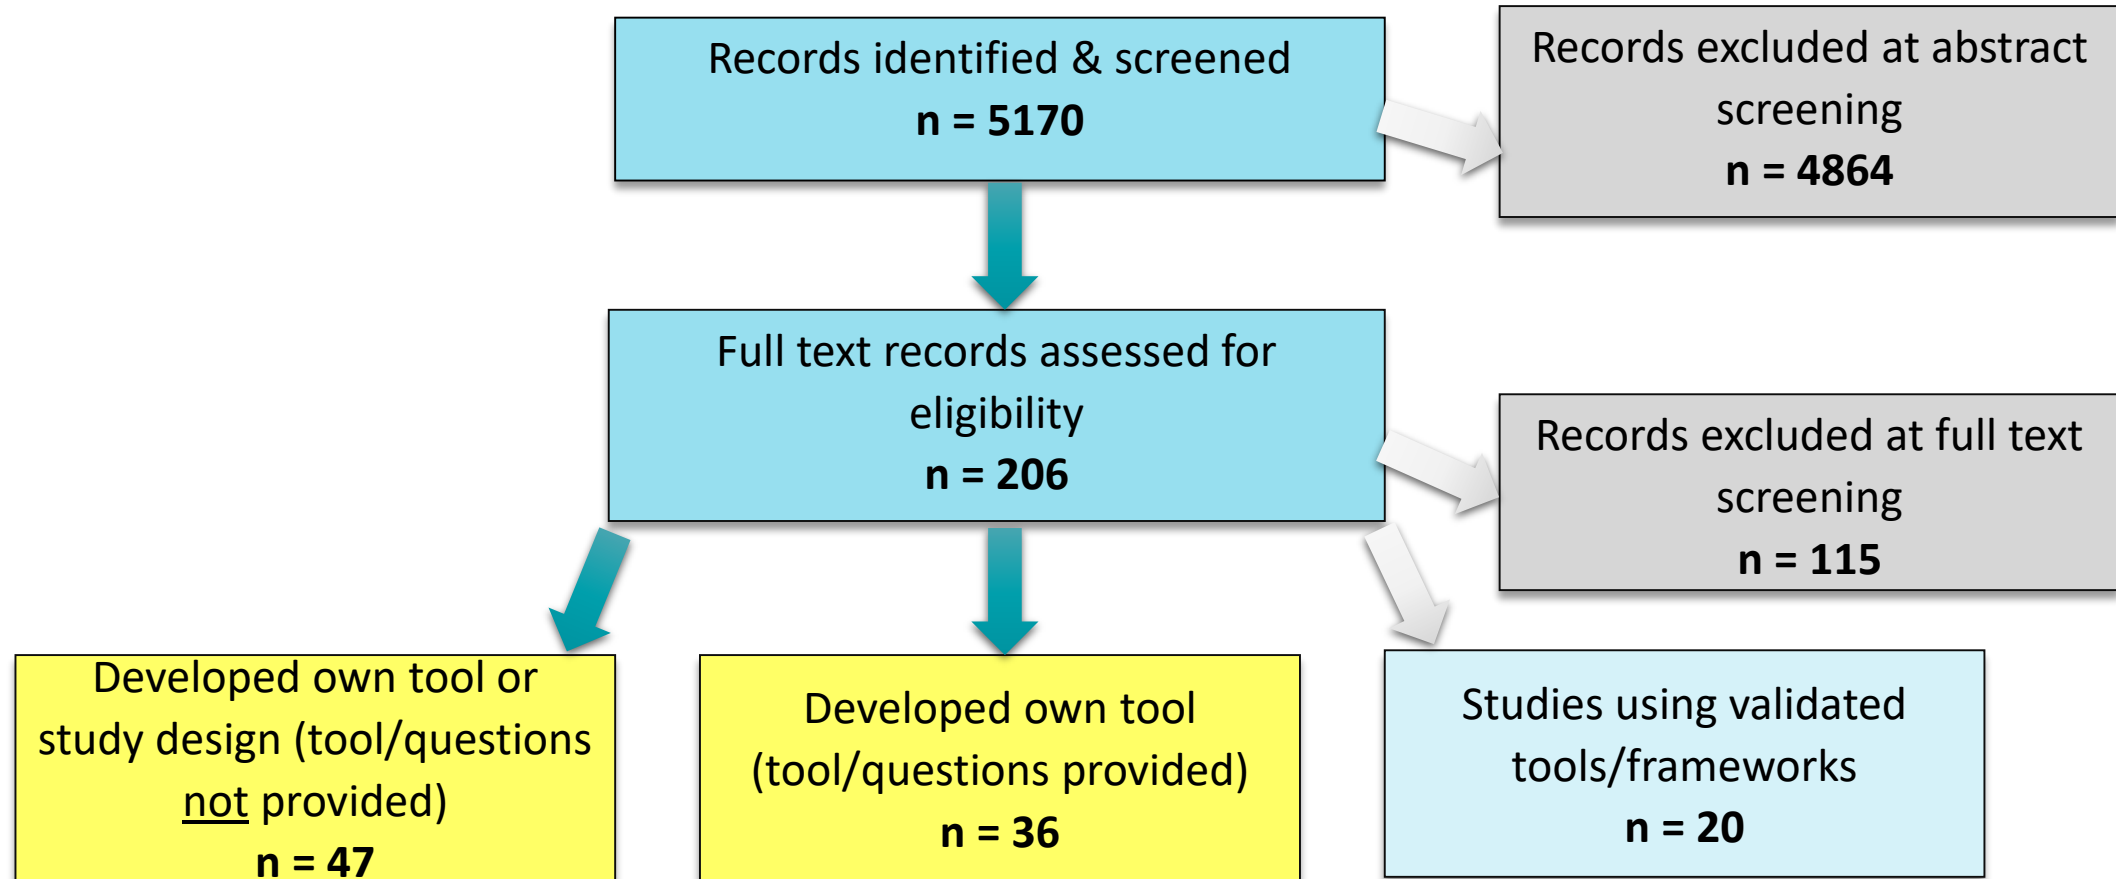 Records identified & screened
n = 5170
Records excluded at abstract
screening
n = 4864
Full text records assessed for
eligibility
n = 206
Records excluded at full text
screening
n = 115
Developed own tool or
study design (tool/questions
not provided)
n = 47
Developed own tool
(tool/questions provided)
n = 36
Studies using validated
tools/frameworks
n = 20